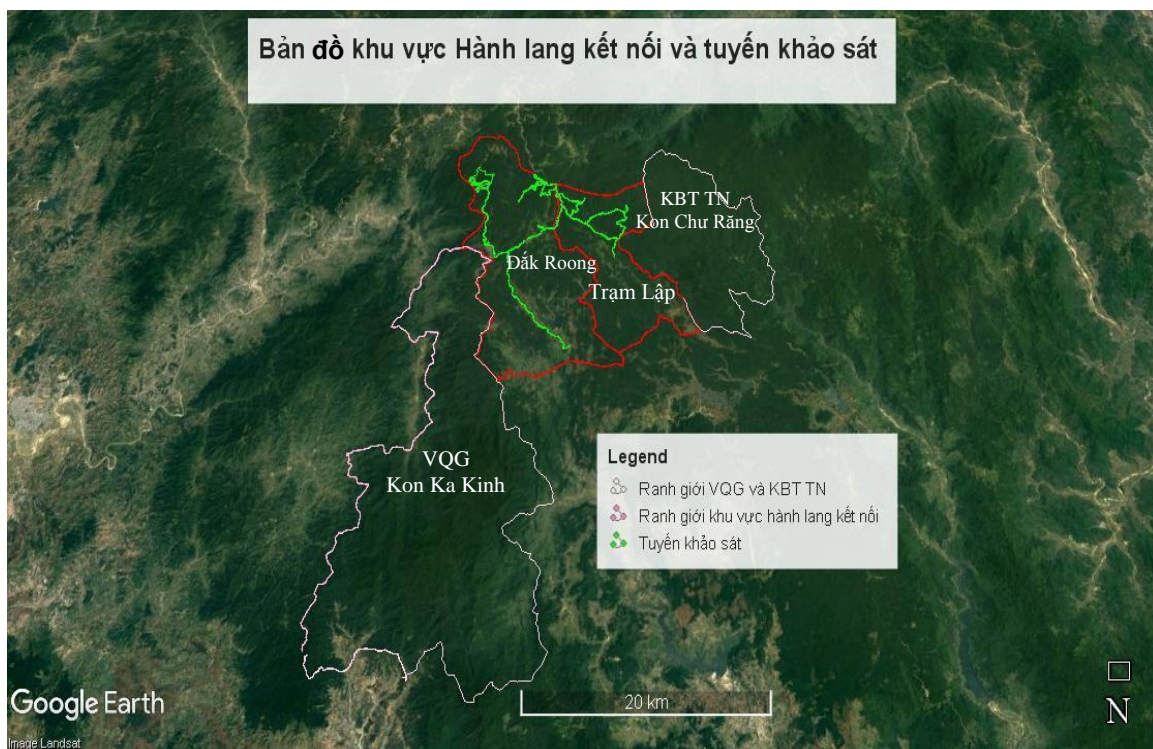 Bản đồ khu vực Hành lang kết nối và tuyến khảo sát
KBT TN
Kon Chư Răng
Đắk Roong
Trạm Lập
VQG
Kon Ka Kinh
Legend
Ranh giới VQG và KBT TN
Ranh giới khu vực hành lang kết nối
Tuyến khảo sát
20 km
N
Google Earth
Image Landsat